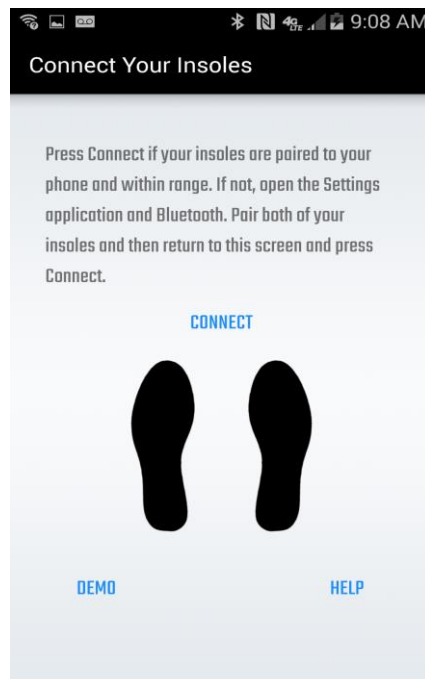 4G LTE 9:08 AM
Connect Your Insoles
Press Connect if your insoles are paired to your
phone and within range. If not, open the Settings
application and Bluetooth. Pair both of your
insoles and then return to this screen and press
Connect.
CONNECT
DEMO
HELP